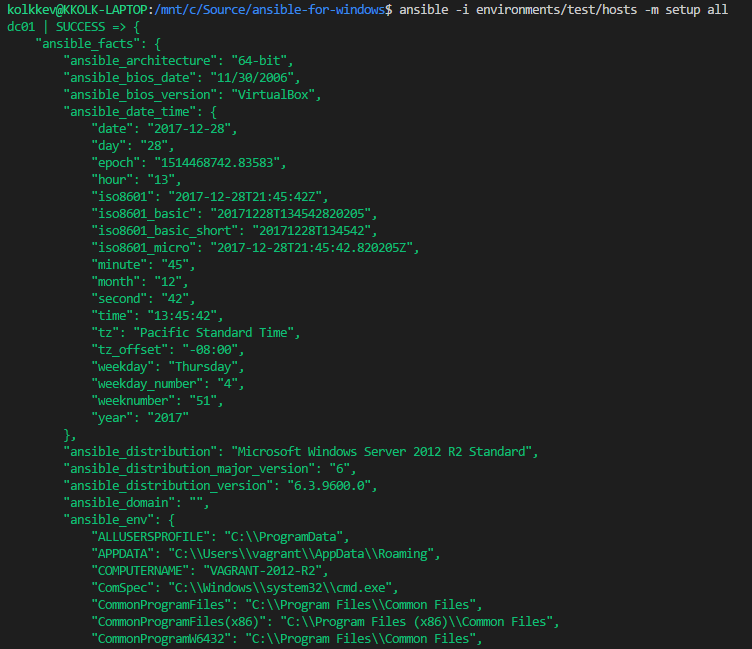 kolkkev@KKOLK-LAPTOP:/mnt/c/Source/ansible-for-windows$ ansible -i environments/test/hosts -m setup all
dc01 | SUCCESS => {
    "ansible_facts": {
        "ansible_architecture": "64-bit",
        "ansible_bios_date": "11/30/2006",
        "ansible_bios_version": "VirtualBox",
        "ansible_date_time": {
            "date": "2017-12-28",
            "day": "28",
            "epoch": "1514468742.83583",
            "hour": "13",
            "iso8601": "2017-12-28T21:45:42Z",
            "iso8601_basic": "20171228T134542820205",
            "iso8601_basic_short": "20171228T134542",
            "iso8601_micro": "2017-12-28T21:45:42.820205Z",
            "minute": "45",
            "month": "12",
            "second": "42",
            "time": "13:45:42",
            "tz": "Pacific Standard Time",
            "tz_offset": "-08:00",
            "weekday": "Thursday",
            "weekday_number": "4",
            "weeknumber": "51",
            "year": "2017"
        },
        "ansible_distribution": "Microsoft Windows Server 2012 R2 Standard",
        "ansible_distribution_major_version": "6",
        "ansible_distribution_version": "6.3.9600.0",
        "ansible_domain": "",
        "ansible_env": {
            "ALLUSERSPROFILE": "C:\\ProgramData",
            "APPDATA": "C:\\Users\\vagrant\\AppData\\Roaming",
            "COMPUTERNAME": "VAGRANT-2012-R2",
            "ComSpec": "C:\\Windows\\system32\\cmd.exe",
            "CommonProgramFiles": "C:\\Program Files\\Common Files",
            "CommonProgramFiles(x86)": "C:\\Program Files (x86)\\Common Files",
            "CommonProgramW6432": "C:\\Program Files\\Common Files",